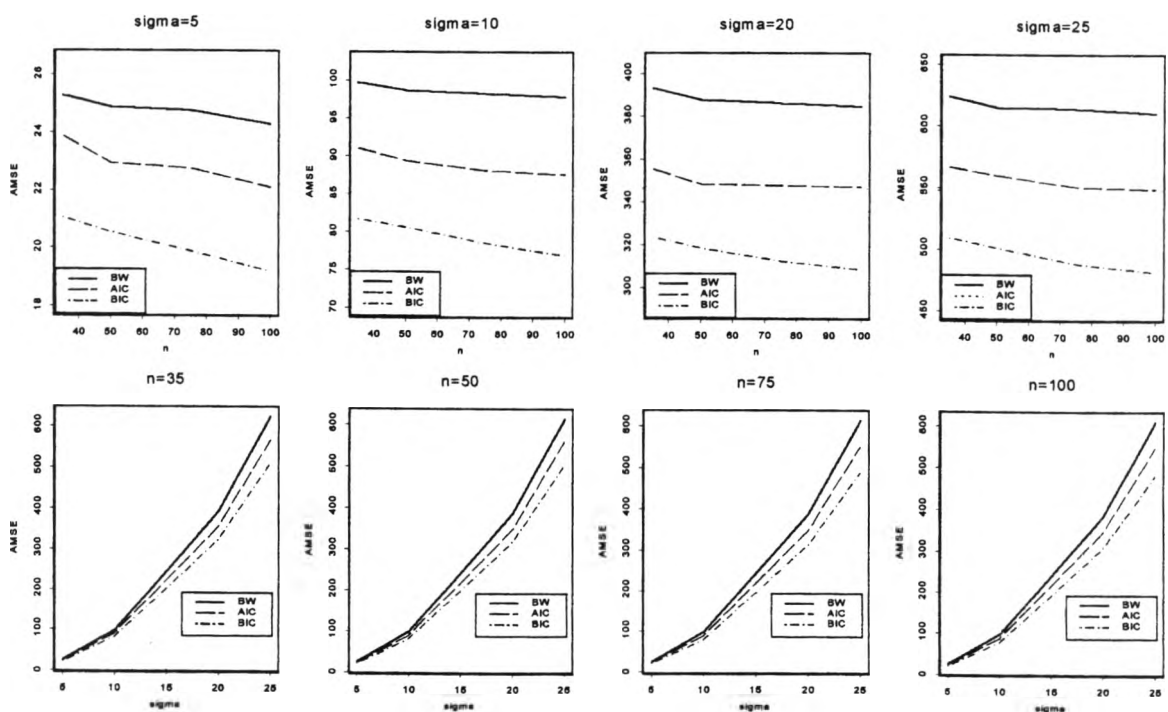 sigma=5
AMSE
26
24
22
20
18
BW
AIC
BIC
40 50 60 70 80 90 100
n
sigma=10
AMSE
100
95
90
85
80
75
70
BW
AIC
BIC
40 50 60 70 80 90 100
n
sigma=20
AMSE
400
380
360
340
320
300
BW
AIC
BIC
40 50 60 70 80 90 100
n
sigma=25
AMSE
650
600
550
500
450
BW
AIC
BIC
40 50 60 70 80 90 100
n
n=35
AMSE
600
500
400
300
200
100
0
BW
AIC
BIC
5 10 15 20 25
sigma
n=50
AMSE
600
500
400
300
200
100
0
BW
AIC
BIC
5 10 15 20 25
sigma
n=75
AMSE
600
500
400
300
200
100
0
BW
AIC
BIC
5 10 15 20 25
sigma
n=100
AMSE
600
500
400
300
200
100
0
BW
AIC
BIC
5 10 15 20 25
sigma